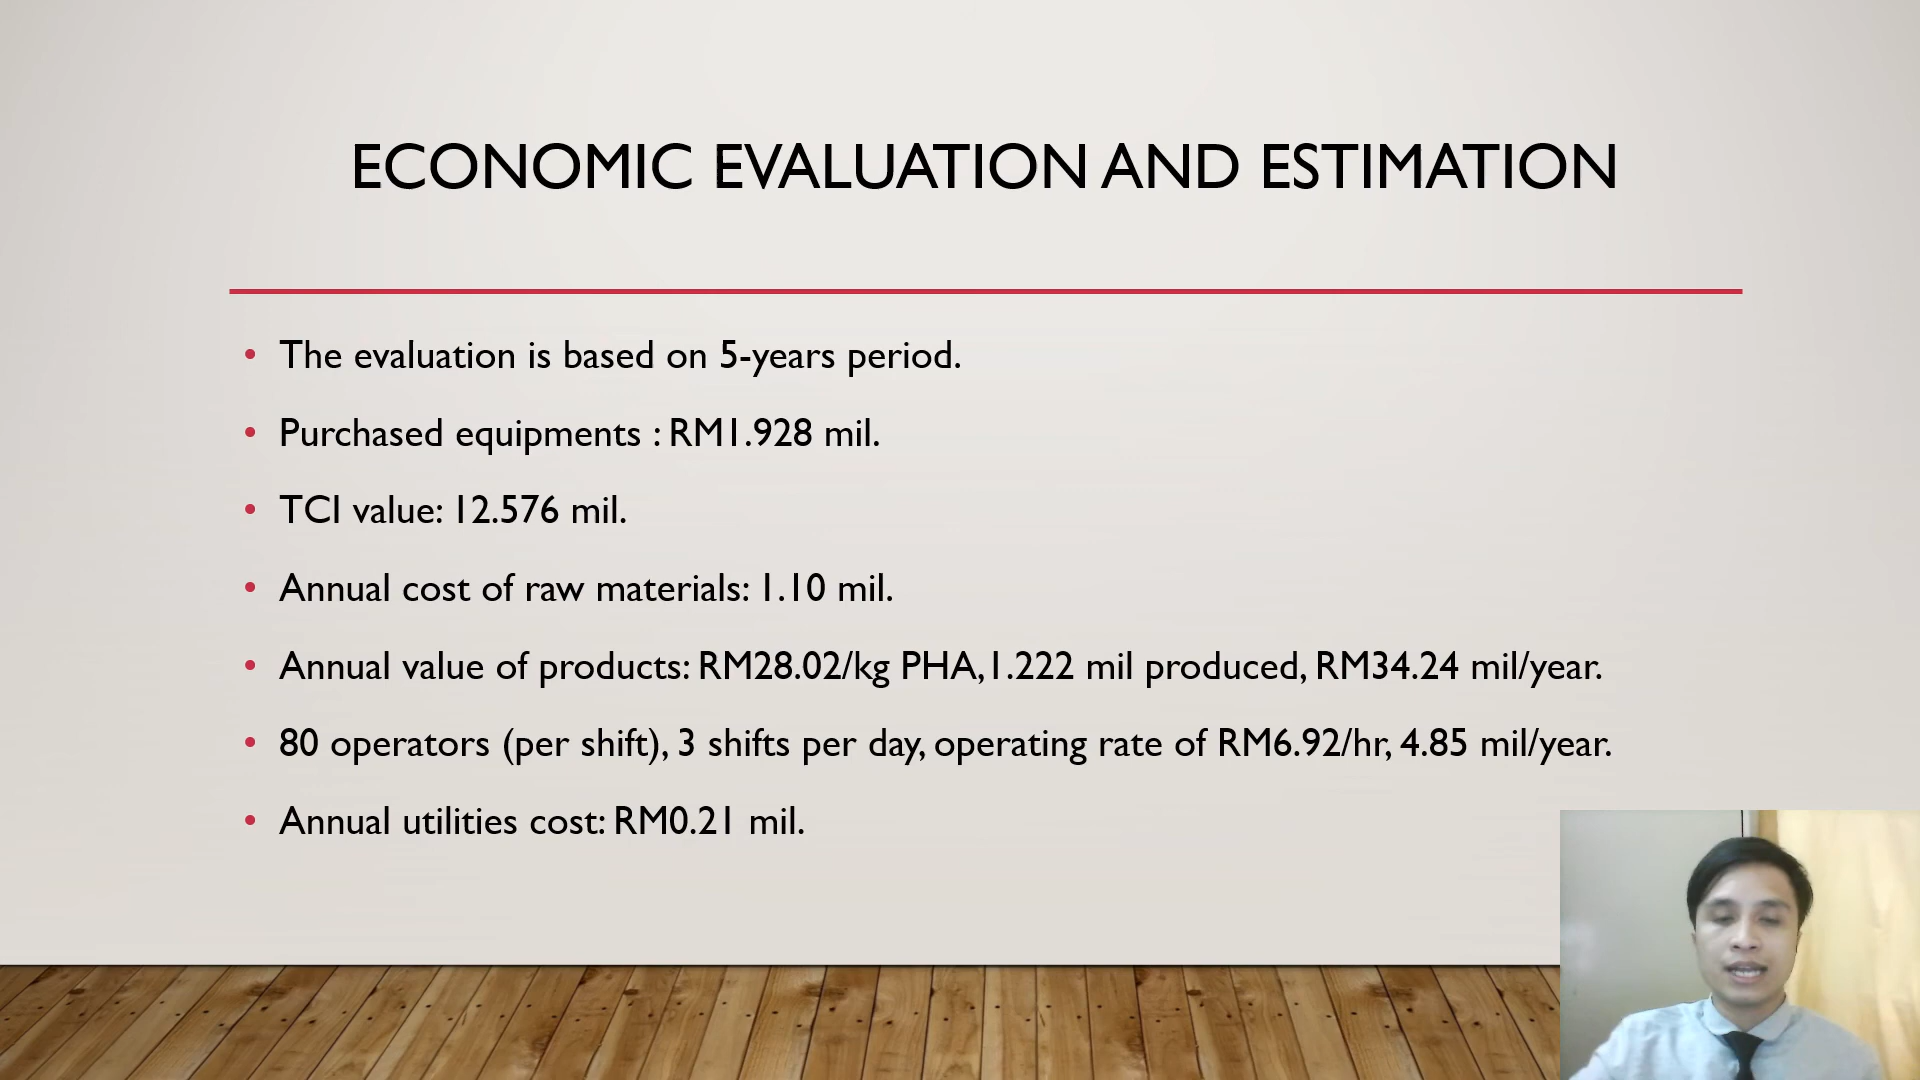 ECONOMIC EVALUATION AND ESTIMATION
• The evaluation is based on 5-years period.
• Purchased equipments : RM1.928 mil.
• TCI value: 12.576 mil.
• Annual cost of raw materials: 1.10 mil.
• Annual value of products: RM28.02/kg PHA,1.222 mil produced, RM34.24 mil/year.
• 80 operators (per shift), 3 shifts per day, operating rate of RM6.92/hr, 4.85 mil/year.
• Annual utilities cost: RM0.21 mil.